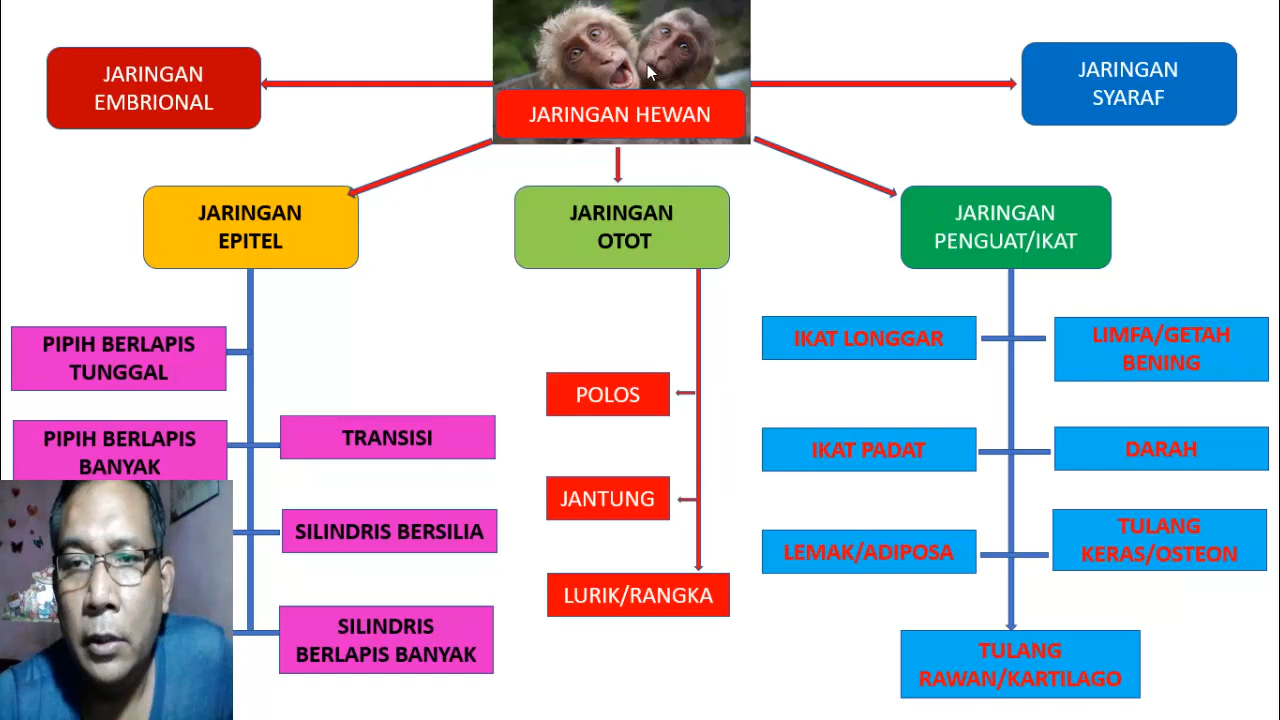 JARINGAN
EMBRIONAL
JARINGAN HEWAN
JARINGAN
SYARAF
JARINGAN
EPITEL
JARINGAN
OTOT
JARINGAN
PENGUAT/IKAT
PIPIH BERLAPIS
TUNGGAL
PIPIH BERLAPIS
BANYAK
TRANSISI
SILINDRIS BERSILIA
SILINDRIS
BERLAPIS BANYAK
POLOS
JANTUNG
LURIK/RANGKA
IKAT LONGGAR
LIMFA/GETAH
BENING
IKAT PADAT
DARAH
LEMAK/ADIPOSA
TULANG
KERAS/OSTEON
TULANG
RAWAN/KARTILAGO